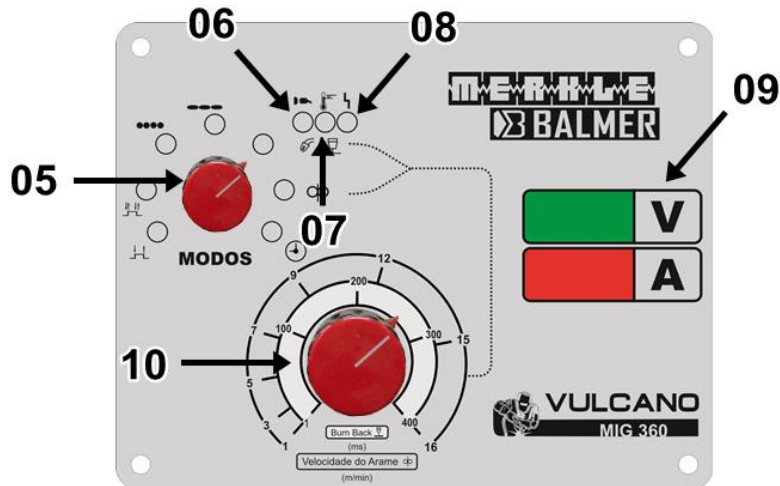 06
08
MERKLE
BALMER
09
05
07
MODOS
V
A
1
3
5
7
9
12
15
16
1
100
200
300
400
10
Burn Back
(ms)
Velocidade do Arame
(m/min)
VULCANO
MIG 360